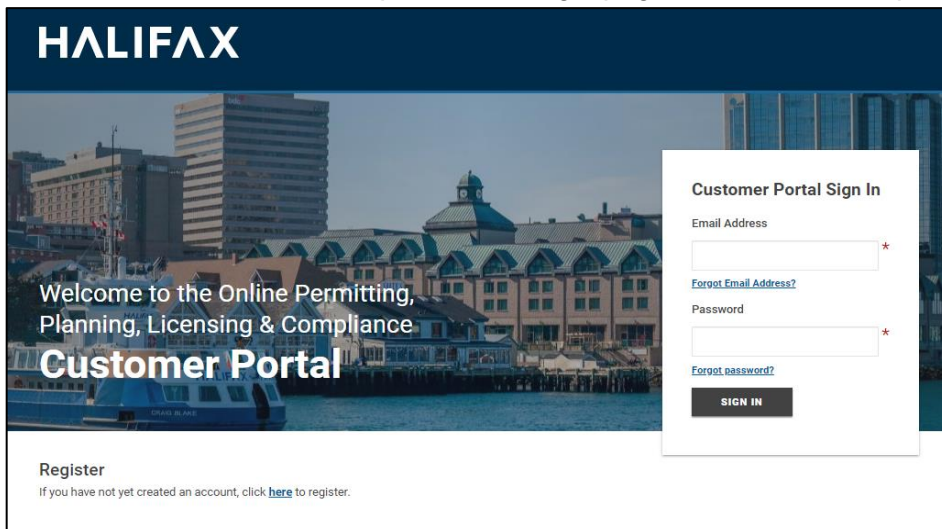 HALIFAX
Welcome to the Online Permitting,
Planning, Licensing & Compliance
Customer Portal
CRAIG BLAKE
Customer Portal Sign In
Email Address
*
Forgot Email Address?
Password
*
Forgot password?
SIGN IN
Register
If you have not yet created an account, click here to register.